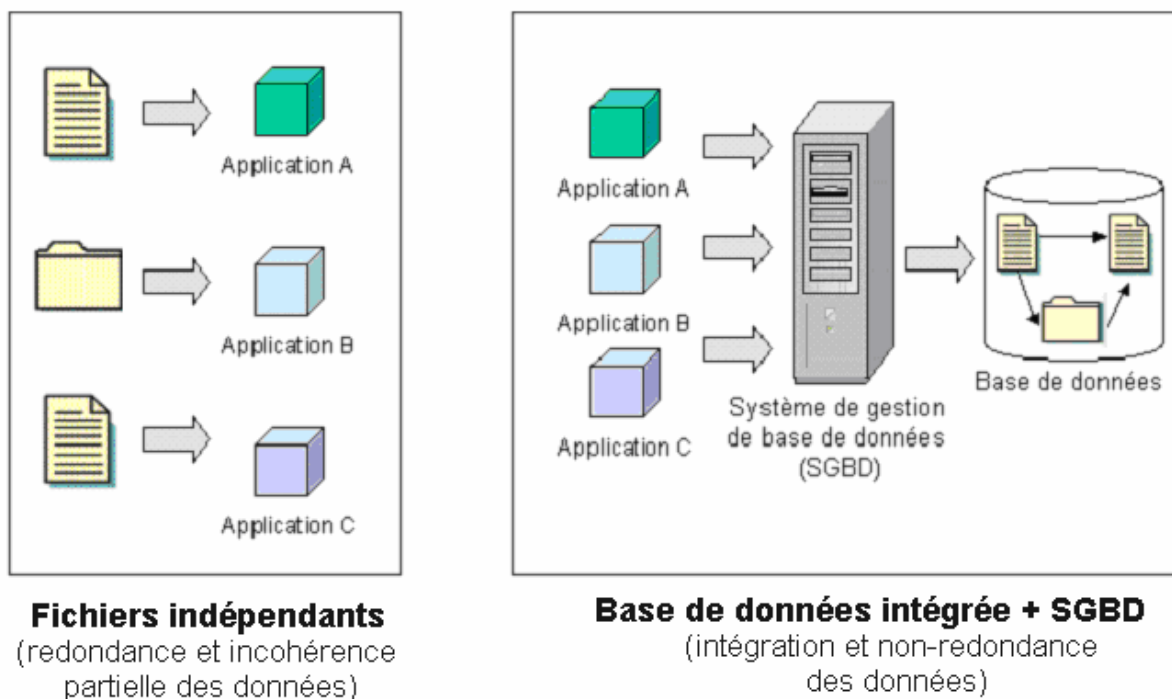 Application A
Application B
Application C
Fichiers indépendants
(redondance et incohérence
partielle des données)
Application A
Application B
Application C
Système de gestion
de base de données
(SGBD)
Base de données
Base de données intégrée + SGBD
(intégration et non-redondance
des données)